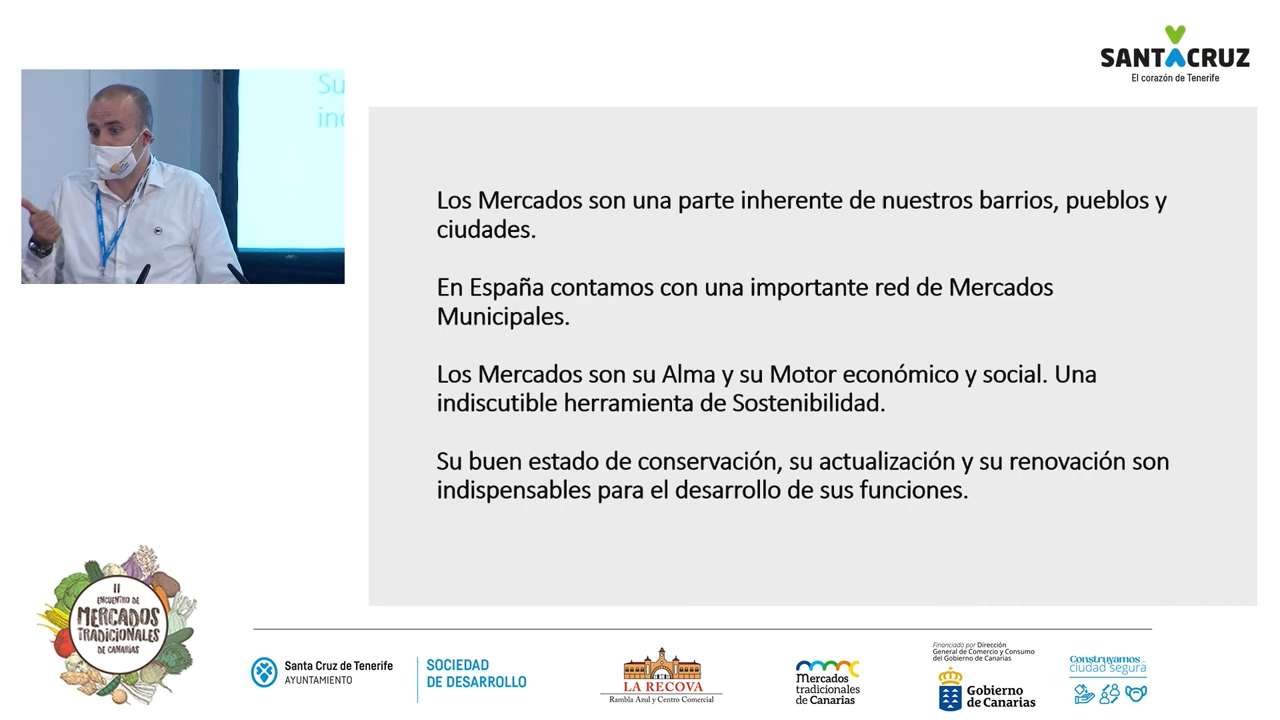 SANTACRUZ
El corazón de Tenerife
Su
in
Los Mercados son una parte inherente de nuestros barrios, pueblos y
ciudades.
En España contamos con una importante red de Mercados
Municipales.
Los Mercados son su Alma y su Motor económico y social. Una
indiscutible herramienta de Sostenibilidad.
Su buen estado de conservación, su actualización y su renovación son
indispensables para el desarrollo de sus funciones.
II
ENCUENTRO DE
MERCADOS
TRADICIONALES
DE CANARIAS
Santa Cruz de Tenerife
AYUNTAMIENTO
SOCIEDAD
DE DESARROLLO
LA RECOVA
Rambla Azul y Centro Comercial
Mercados
tradicionales
de Canarias
Financiado por Dirección
General de Comercio y Consumo
del Gobierno de Canarias
Gobierno
de Canarias
Construyamos
ciudad segura